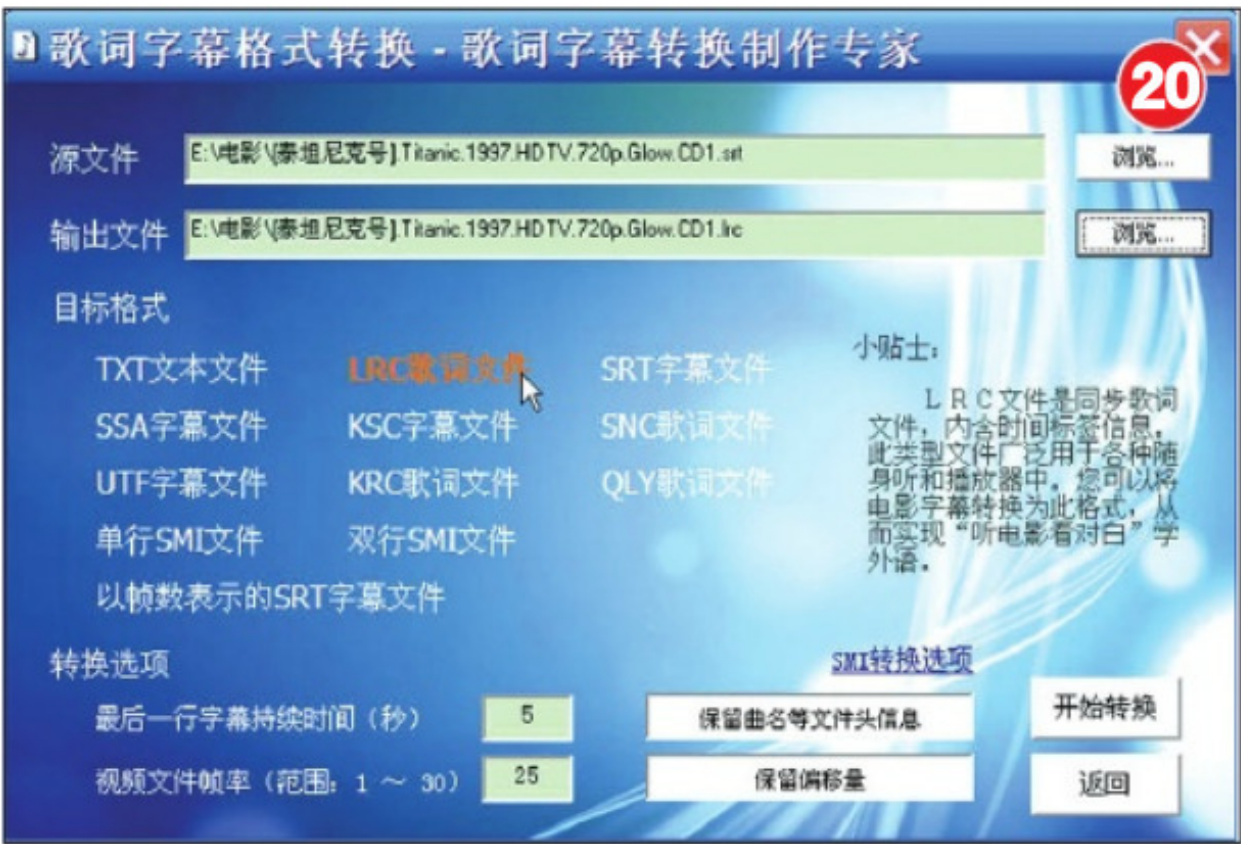 歌词字幕格式转换 - 歌词字幕转换制作专家
20
源文件 E:\电影\[泰坦尼克号].Titanic.1997.HDTV.720p.Glow.CD1.srt 浏览...
输出文件 E:\电影\[泰坦尼克号].Titanic.1997.HDTV.720p.Glow.CD1.lrc 浏览...
目标格式
TXT文本文件 LRC歌词文件 SRT字幕文件
SSA字幕文件 KSC字幕文件 SNC歌词文件
UTF字幕文件 KRC歌词文件 QLY歌词文件
单行SMI文件 双行SMI文件
以帧数表示的SRT字幕文件
小贴士：
LRC文件是同步歌词
文件，内含时间标签信息，
此类型文件广泛用于各种随
身听和播放器中。您可以将
电影字幕转换为此格式，从
而实现“听电影看对白”学
外语。
转换选项 SMI转换选项
最后一行字幕持续时间（秒） 5 保留曲名等文件头信息 开始转换
视频文件帧率（范围：1 ～ 30） 25 保留偏移量 返回